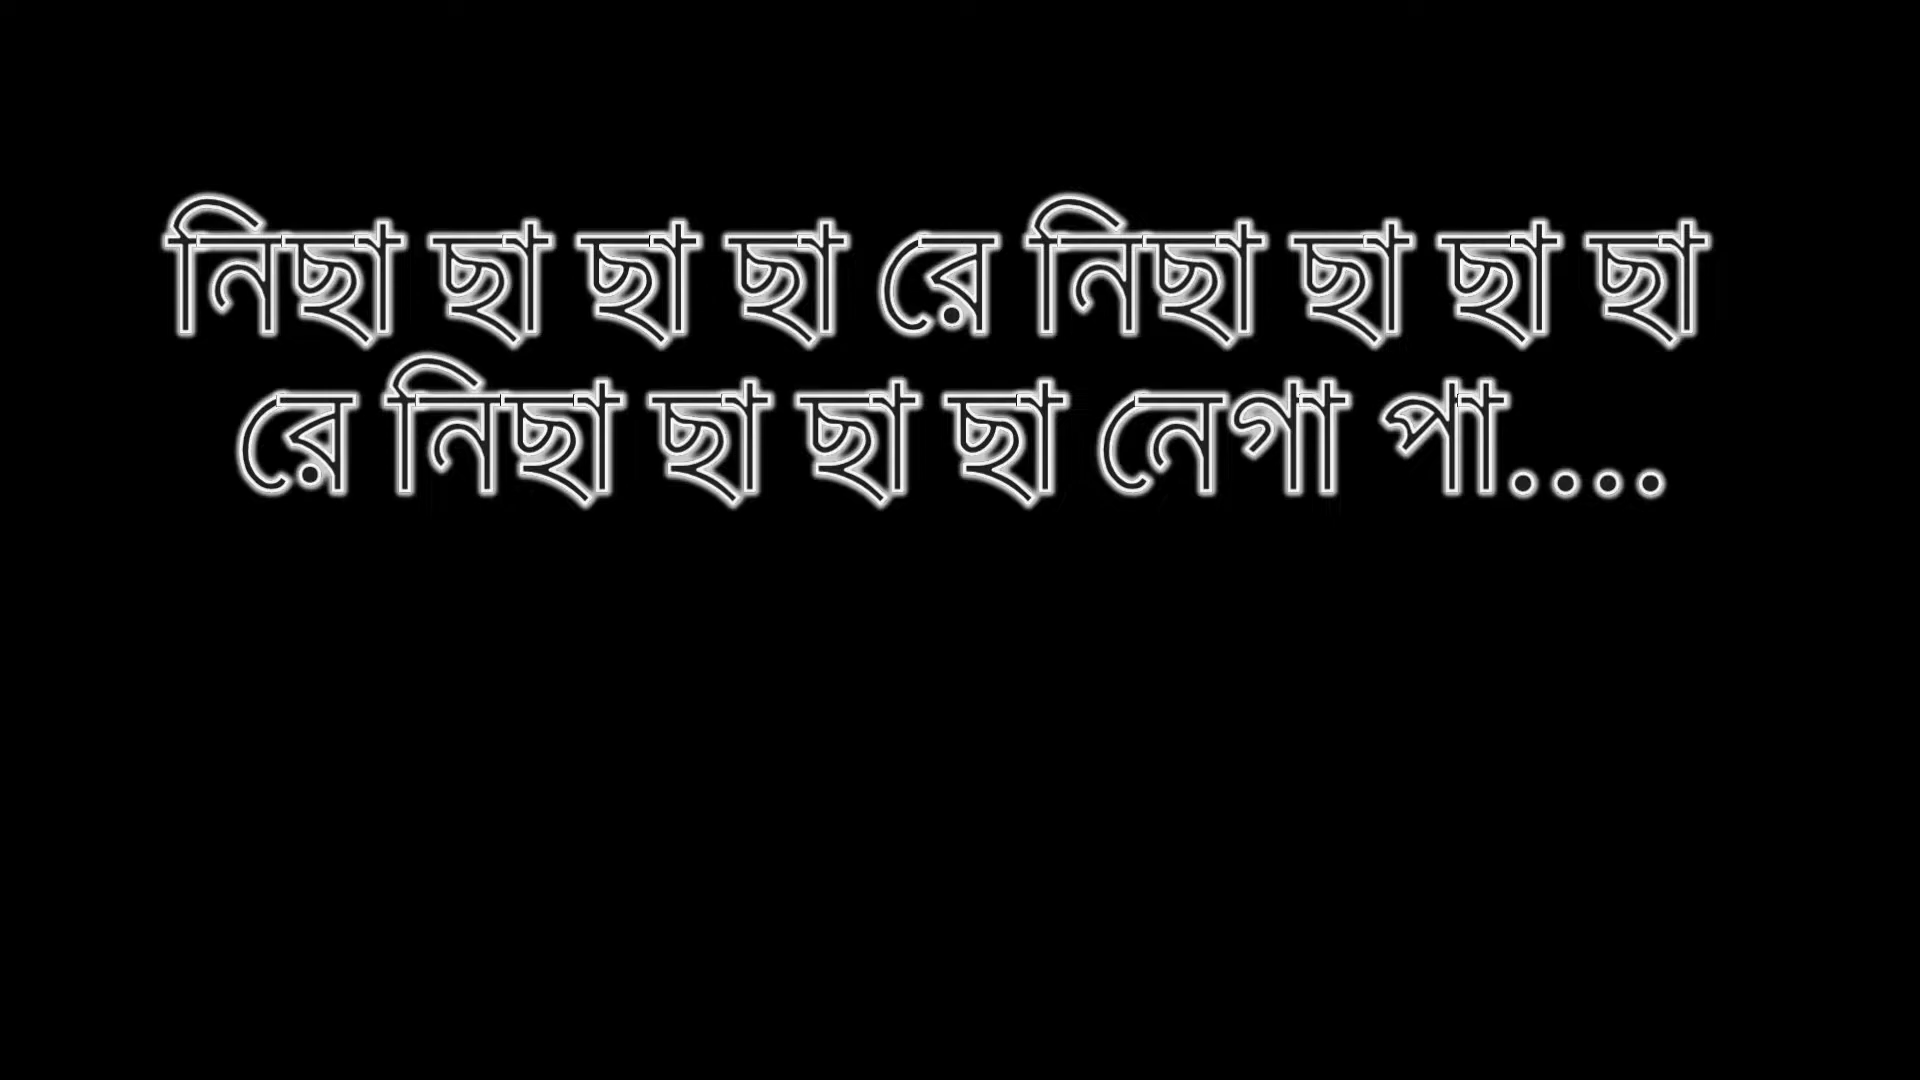 নিছা ছা ছা ছা রে নিছা ছা ছা ছা
রে নিছা ছা ছা ছা নেগা পা....